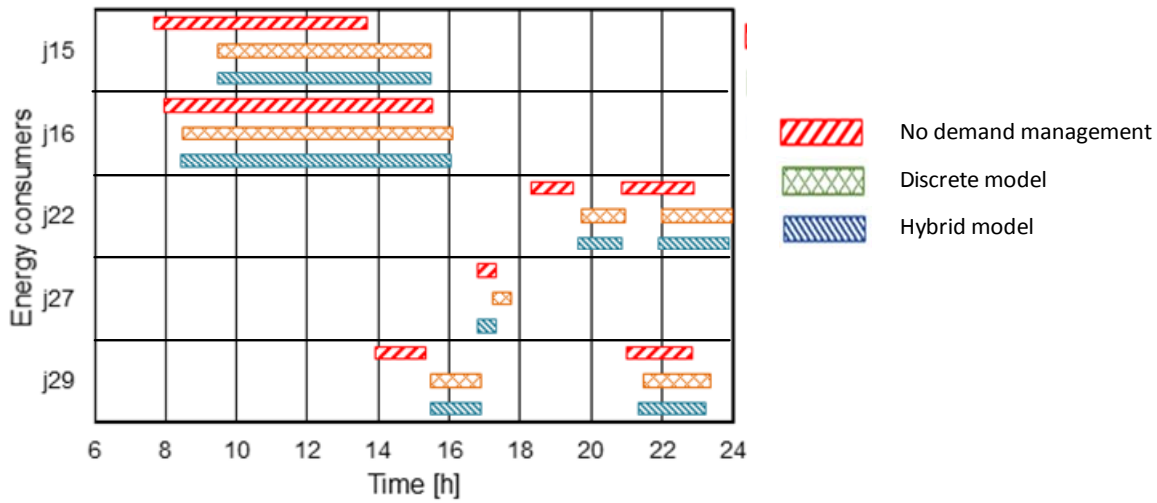 Energy consumers
j15
j16
j22
j27
j29
6 8 10 12 14 16 18 20 22 24
Time [h]
No demand management
Discrete model
Hybrid model